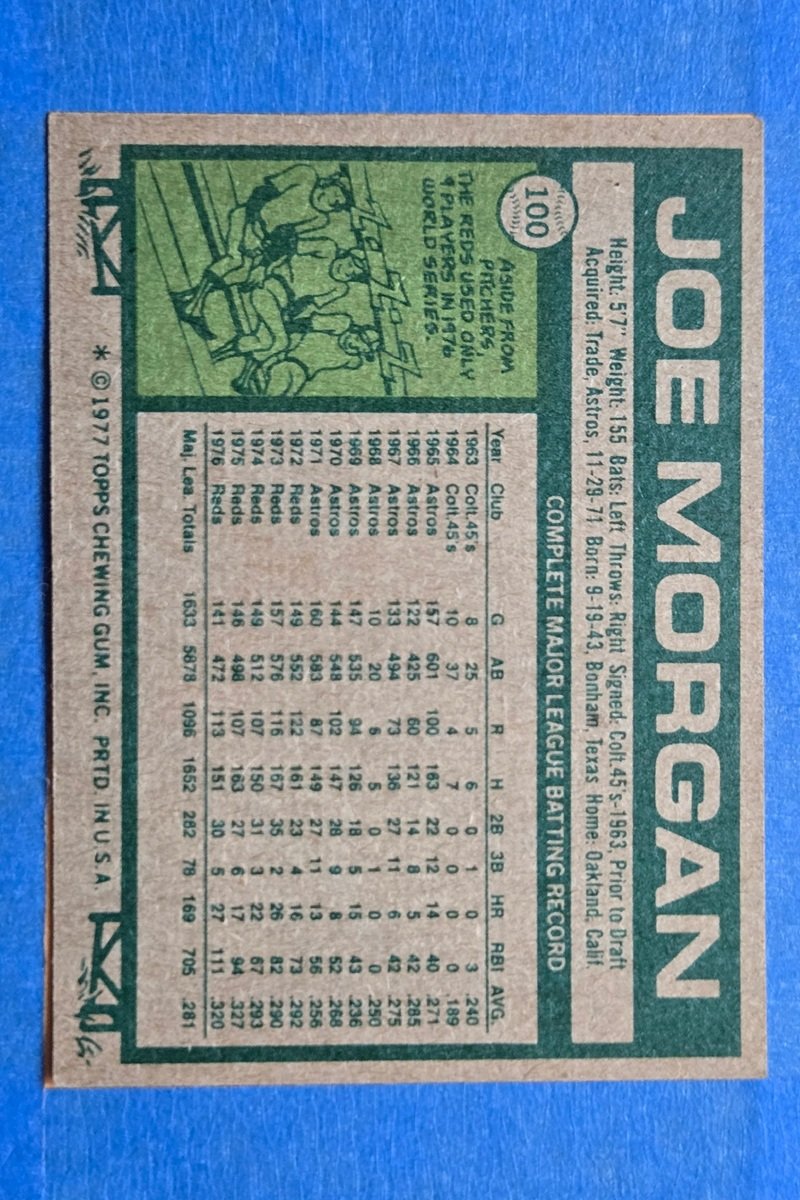 JOE MORGAN
100
Height: 5'7" Weight: 155 Bats: Left Throws: Right Signed: Colt.45's-1963, Prior to Draft
Acquired: Trade, Astros, 11-29-71 Born: 9-19-43, Bonham, Texas Home: Oakland, Calif.
ASIDE FROM
PITCHERS,
THE REDS USED ONLY
9 PLAYERS IN 1976
WORLD SERIES.
COMPLETE MAJOR LEAGUE BATTING RECORD
Year Club G AB R H 2B 3B HR RBI AVG.
1963 Colt.45's 8 25 5 6 0 1 0 3 .240
1964 Colt.45's 10 37 4 7 0 0 0 0 .189
1965 Astros 157 601 100 163 22 12 14 40 .271
1966 Astros 122 425 60 121 14 8 5 42 .285
1967 Astros 133 494 73 136 27 11 6 42 .275
1968 Astros 10 20 6 5 0 1 0 0 .250
1969 Astros 147 535 94 126 18 5 15 43 .236
1970 Astros 144 548 102 147 28 9 8 52 .268
1971 Astros 160 583 87 149 27 11 13 56 .256
1972 Reds 149 552 122 161 23 4 16 73 .292
1973 Reds 157 576 116 167 35 2 26 82 .290
1974 Reds 149 512 107 150 31 3 22 67 .293
1975 Reds 146 498 107 163 27 6 17 94 .327
1976 Reds 141 472 113 151 30 5 27 111 .320
Maj. Lea. Totals 1633 5878 1096 1652 282 78 169 705 .281
* © 1977 TOPPS CHEWING GUM, INC. PRTD. IN U.S.A.